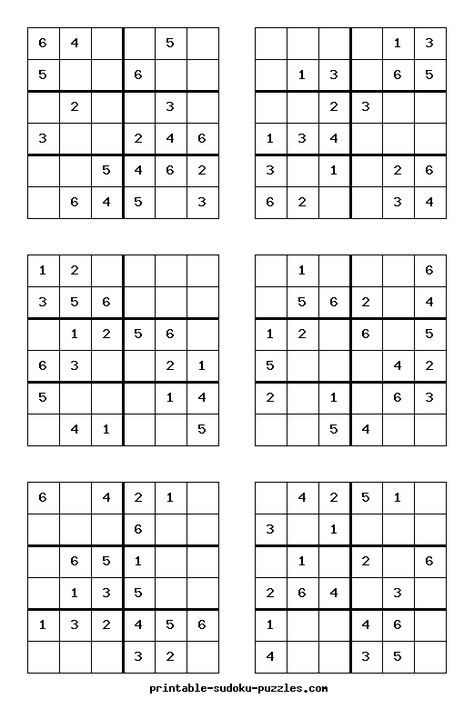 6 4 5
5 6
2 3
3 2 4 6
5 4 6 2
6 4 5 3
1 3
1 3 6 5
2 3
1 3 4
3 1 2 6
6 2 3 4
1 2
3 5 6
1 2 5 6
6 3 2 1
5 1 4
4 1 5
1 6
5 6 2 4
1 2 6 5
5 4 2
2 1 6 3
5 4
6 4 2 1
6
6 5 1
1 3 5
1 3 2 4 5 6
3 2
4 2 5 1
3 1
1 2 6
2 6 4 3
1 4 6
4 3 5
printable-sudoku-puzzles.com